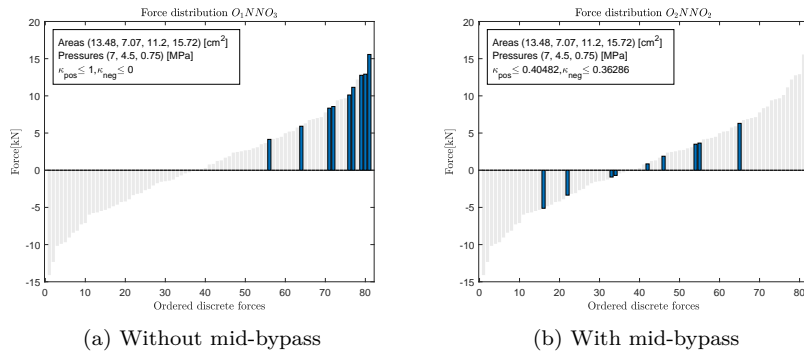 Force distribution O₁NNO₃
Areas (13.48, 7.07, 11.2, 15.72) [cm²]
Pressures (7, 4.5, 0.75) [MPa]
κpos≤ 1,κneg≤ 0
Force[kN]
20
15
10
5
0
-5
-10
-15
0 10 20 30 40 50 60 70 80
Ordered discrete forces
(a) Without mid-bypass
Force distribution O₂NNO₂
Areas (13.48, 7.07, 11.2, 15.72) [cm²]
Pressures (7, 4.5, 0.75) [MPa]
κpos≤ 0.40482,κneg≤ 0.36286
Force[kN]
20
15
10
5
0
-5
-10
-15
0 10 20 30 40 50 60 70 80
Ordered discrete forces
(b) With mid-bypass